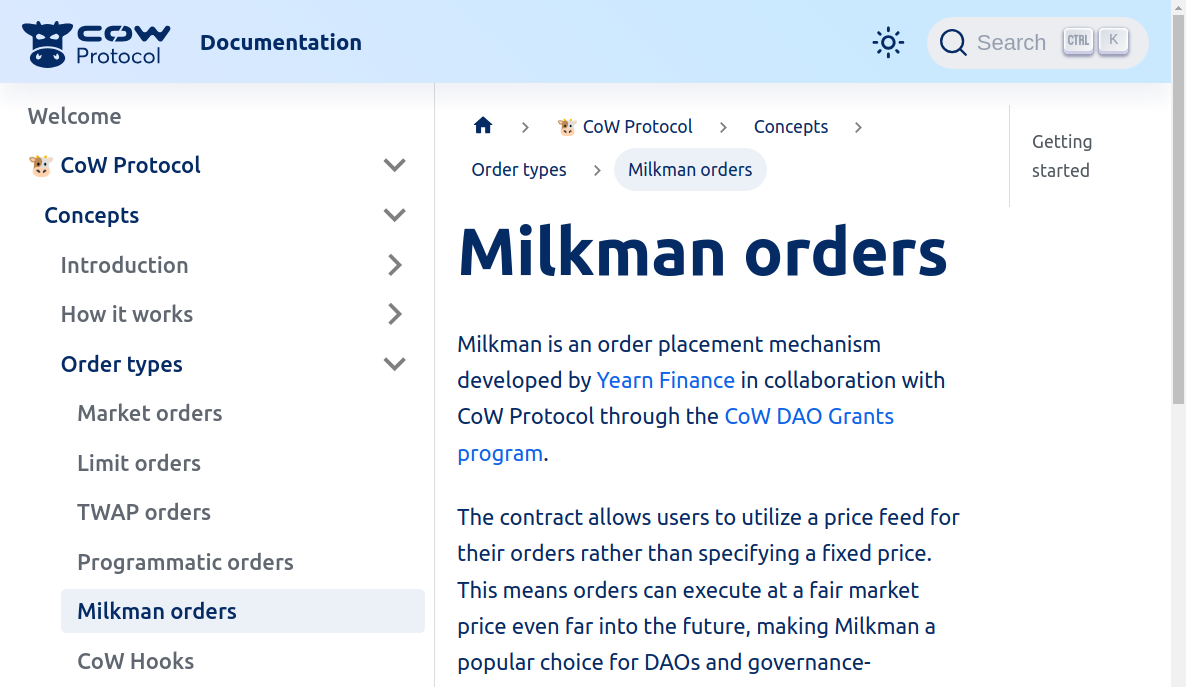 COW
Protocol
Documentation
Search
CTRL
K
Welcome
CoW Protocol
Concepts
Introduction
How it works
Order types
Market orders
Limit orders
TWAP orders
Programmatic orders
Milkman orders
CoW Hooks
CoW Protocol
Concepts
Order types
Milkman orders
Milkman orders
Milkman is an order placement mechanism
developed by Yearn Finance in collaboration with
CoW Protocol through the CoW DAO Grants
program.
The contract allows users to utilize a price feed for
their orders rather than specifying a fixed price.
This means orders can execute at a fair market
price even far into the future, making Milkman a
popular choice for DAOs and governance-
Getting
started